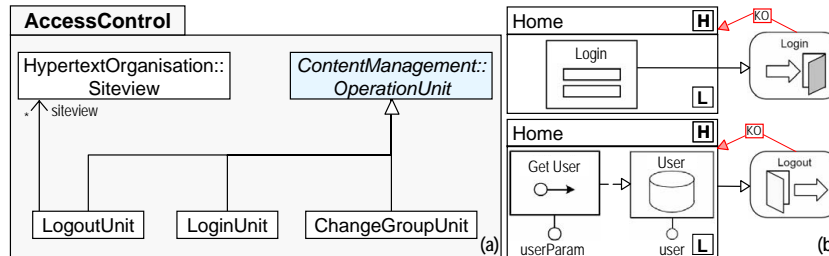 AccessControl
HypertextOrganisation::
Siteview
ContentManagement::
OperationUnit
* siteview
LogoutUnit
LoginUnit
ChangeGroupUnit
(a)
Home
H
KO
Login
Login
L
Home
H
KO
Get User
User
Logout
userParam
user
L
(b